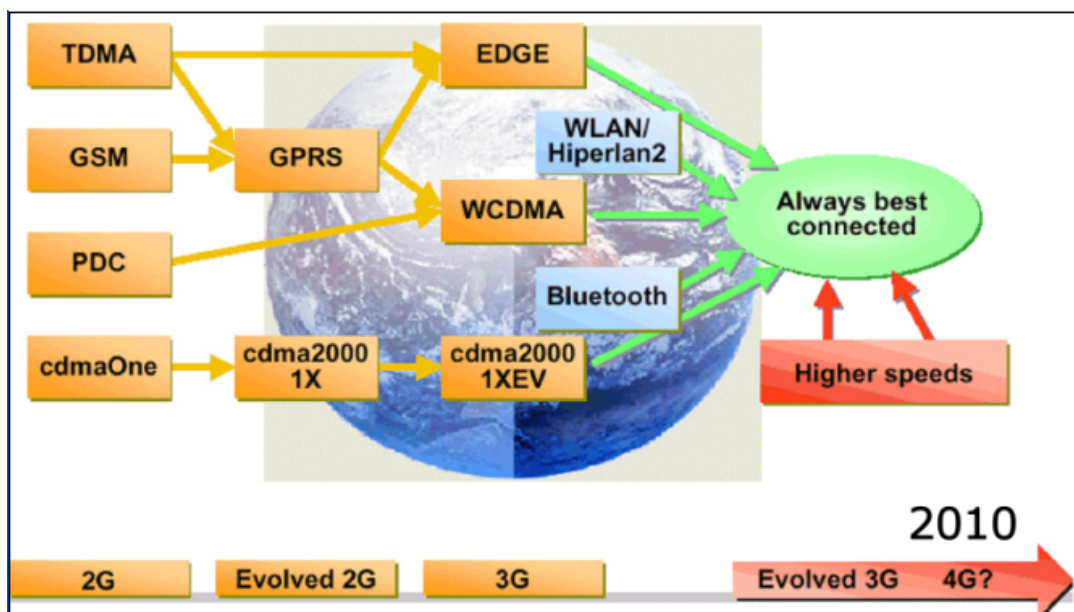 TDMA
EDGE
WLAN/
Hiperlan2
GSM
GPRS
Always best
connected
WCDMA
PDC
Bluetooth
cdmaOne
cdma2000
1X
cdma2000
1XEV
Higher speeds
2010
2G
Evolved 2G
3G
Evolved 3G 4G?